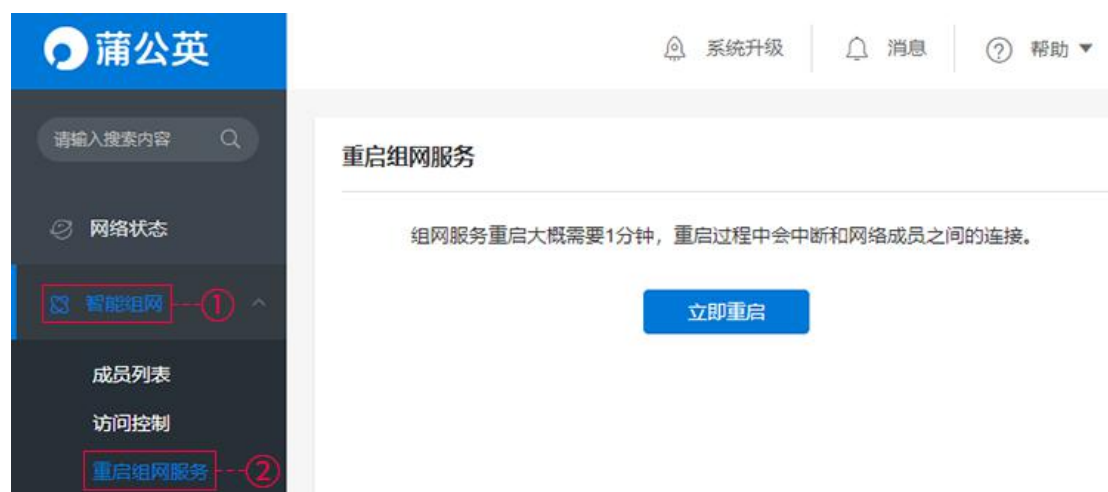 蒲公英
系统升级
消息
帮助
请输入搜索内容
重启组网服务
网络状态
组网服务重启大概需要1分钟，重启过程中会中断和网络成员之间的连接。
智能组网
①
立即重启
成员列表
访问控制
重启组网服务
②